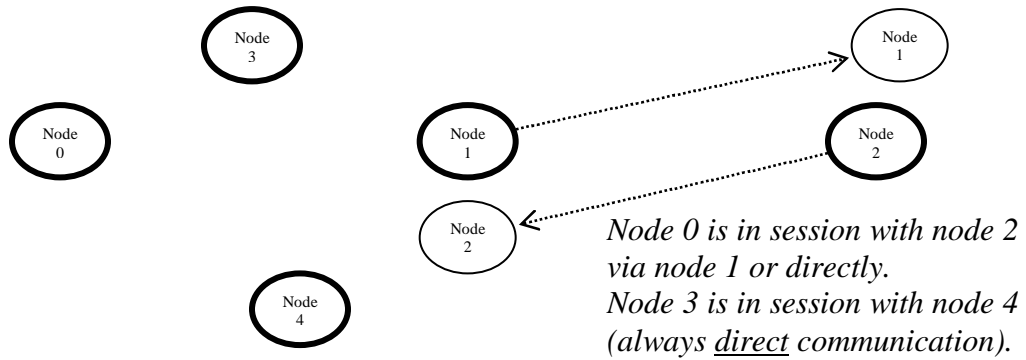 Node
3
Node
1
Node
0
Node
1
Node
2
Node
2
Node
4
Node 0 is in session with node 2
via node 1 or directly.
Node 3 is in session with node 4
(always direct communication).